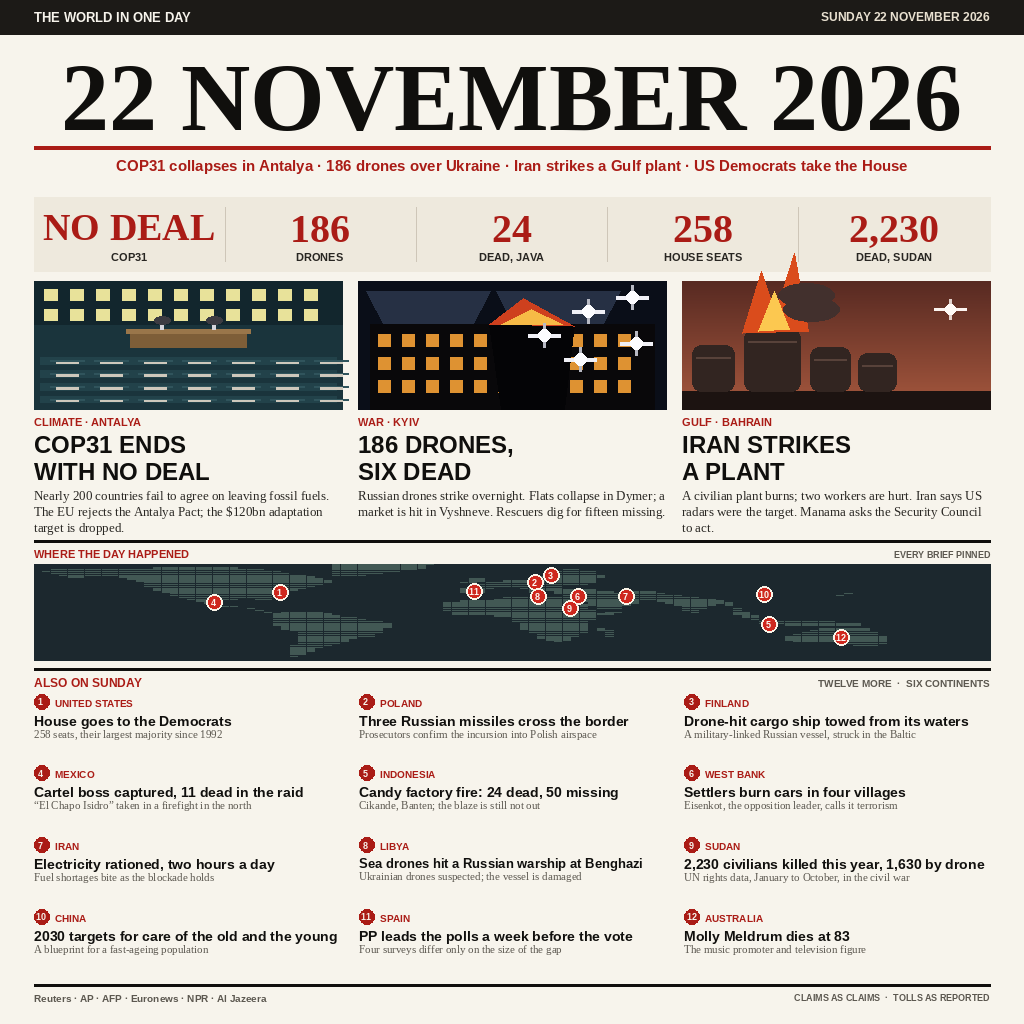 THE WORLD IN ONE DAY
SUNDAY 22 NOVEMBER 2026
22 NOVEMBER 2026
COP31 collapses in Antalya · 186 drones over Ukraine · Iran strikes a Gulf plant · US Democrats take the House
NO DEAL
COP31
186
DRONES
24
DEAD, JAVA
258
HOUSE SEATS
2,230
DEAD, SUDAN
CLIMATE · ANTALYA
COP31 ENDS
WITH NO DEAL
Nearly 200 countries fail to agree on leaving fossil fuels.
The EU rejects the Antalya Pact; the $120bn adaptation
target is dropped.
WAR · KYIV
186 DRONES,
SIX DEAD
Russian drones strike overnight. Flats collapse in Dymer; a
market is hit in Vyshneve. Rescuers dig for fifteen missing.
GULF · BAHRAIN
IRAN STRIKES
A PLANT
A civilian plant burns; two workers are hurt. Iran says US
radars were the target. Manama asks the Security Council
to act.
WHERE THE DAY HAPPENED
EVERY BRIEF PINNED
3
2
1
11
8
6
7
10
4
9
5
12
ALSO ON SUNDAY
TWELVE MORE · SIX CONTINENTS
1 UNITED STATES
House goes to the Democrats
258 seats, their largest majority since 1992
2 POLAND
Three Russian missiles cross the border
Prosecutors confirm the incursion into Polish airspace
3 FINLAND
Drone-hit cargo ship towed from its waters
A military-linked Russian vessel, struck in the Baltic
4 MEXICO
Cartel boss captured, 11 dead in the raid
“El Chapo Isidro” taken in a firefight in the north
5 INDONESIA
Candy factory fire: 24 dead, 50 missing
Cikande, Banten; the blaze is still not out
6 WEST BANK
Settlers burn cars in four villages
Eisenkot, the opposition leader, calls it terrorism
7 IRAN
Electricity rationed, two hours a day
Fuel shortages bite as the blockade holds
8 LIBYA
Sea drones hit a Russian warship at Benghazi
Ukrainian drones suspected; the vessel is damaged
9 SUDAN
2,230 civilians killed this year, 1,630 by drone
UN rights data, January to October, in the civil war
10 CHINA
2030 targets for care of the old and the young
A blueprint for a fast-ageing population
11 SPAIN
PP leads the polls a week before the vote
Four surveys differ only on the size of the gap
12 AUSTRALIA
Molly Meldrum dies at 83
The music promoter and television figure
Reuters · AP · AFP · Euronews · NPR · Al Jazeera
CLAIMS AS CLAIMS · TOLLS AS REPORTED